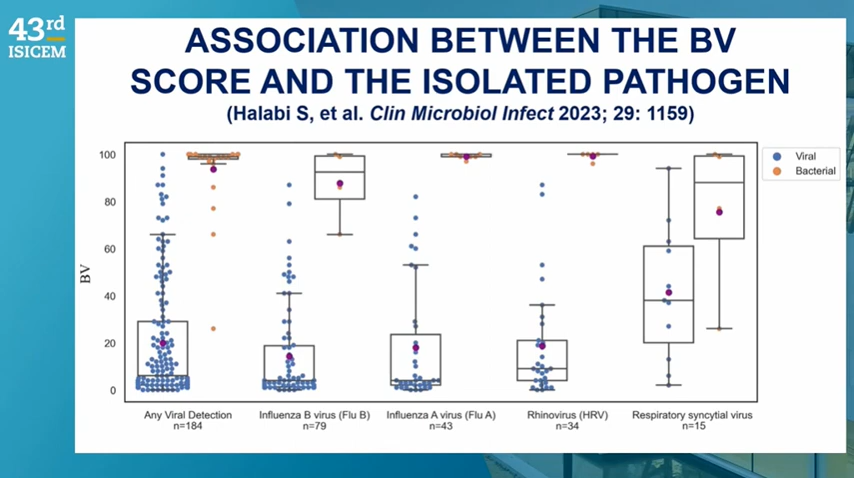 43rd
ISICEM
ASSOCIATION BETWEEN THE BV
SCORE AND THE ISOLATED PATHOGEN
(Halabi S, et al. Clin Microbiol Infect 2023; 29: 1159)
BV
100
80
60
40
20
0
Viral
Bacterial
Any Viral Detection
n=184
Influenza B virus (Flu B)
n=79
Influenza A virus (Flu A)
n=43
Rhinovirus (HRV)
n=34
Respiratory syncytial virus
n=15